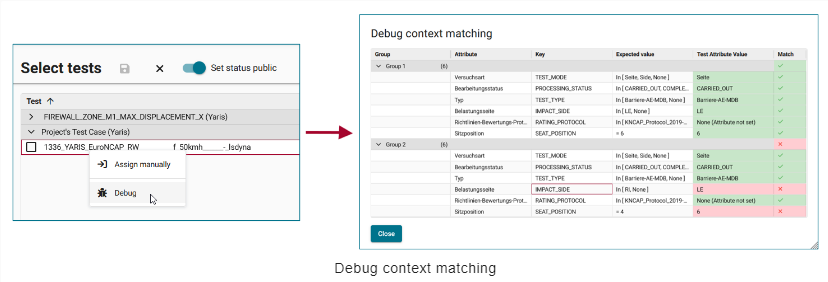 Select tests
Set status public
Test
FIREWALL_ZONE_M1_MAX_DISPLACEMENT_X (Yaris)
Project's Test Case (Yaris)
1336_YARIS_EuroNCAP_RW f_50kmh_____-_lsdyna
Assign manually
Debug
Debug context matching
Group Attribute Key Expected value Test Attribute Value Match
Group 1 (6)
Versuchsart TEST_MODE In [ Seite, Side, None ] Seite
Bearbeitungsstatus PROCESSING_STATUS In [ CARRIED_OUT, COMPLE... CARRIED_OUT
Typ TEST_TYPE In [ Barriere-AE-MDB, None ] Barriere-AE-MDB
Belastungsseite IMPACT_SIDE In [ LE, None ] LE
Richtlinien-Bewertungs-Prot... RATING_PROTOCOL In [ KNCAP_Protocol_2019-... None (Attribute not set)
Sitzposition SEAT_POSITION = 6 6
Group 2 (6)
Versuchsart TEST_MODE In [ Seite, Side, None ] Seite
Bearbeitungsstatus PROCESSING_STATUS In [ CARRIED_OUT, COMPLE... CARRIED_OUT
Typ TEST_TYPE In [ Barriere-AE-MDB, None ] Barriere-AE-MDB
Belastungsseite IMPACT_SIDE In [ RI, None ] LE
Richtlinien-Bewertungs-Prot... RATING_PROTOCOL In [ KNCAP_Protocol_2019-... None (Attribute not set)
Sitzposition SEAT_POSITION = 4 6
Close
Debug context matching